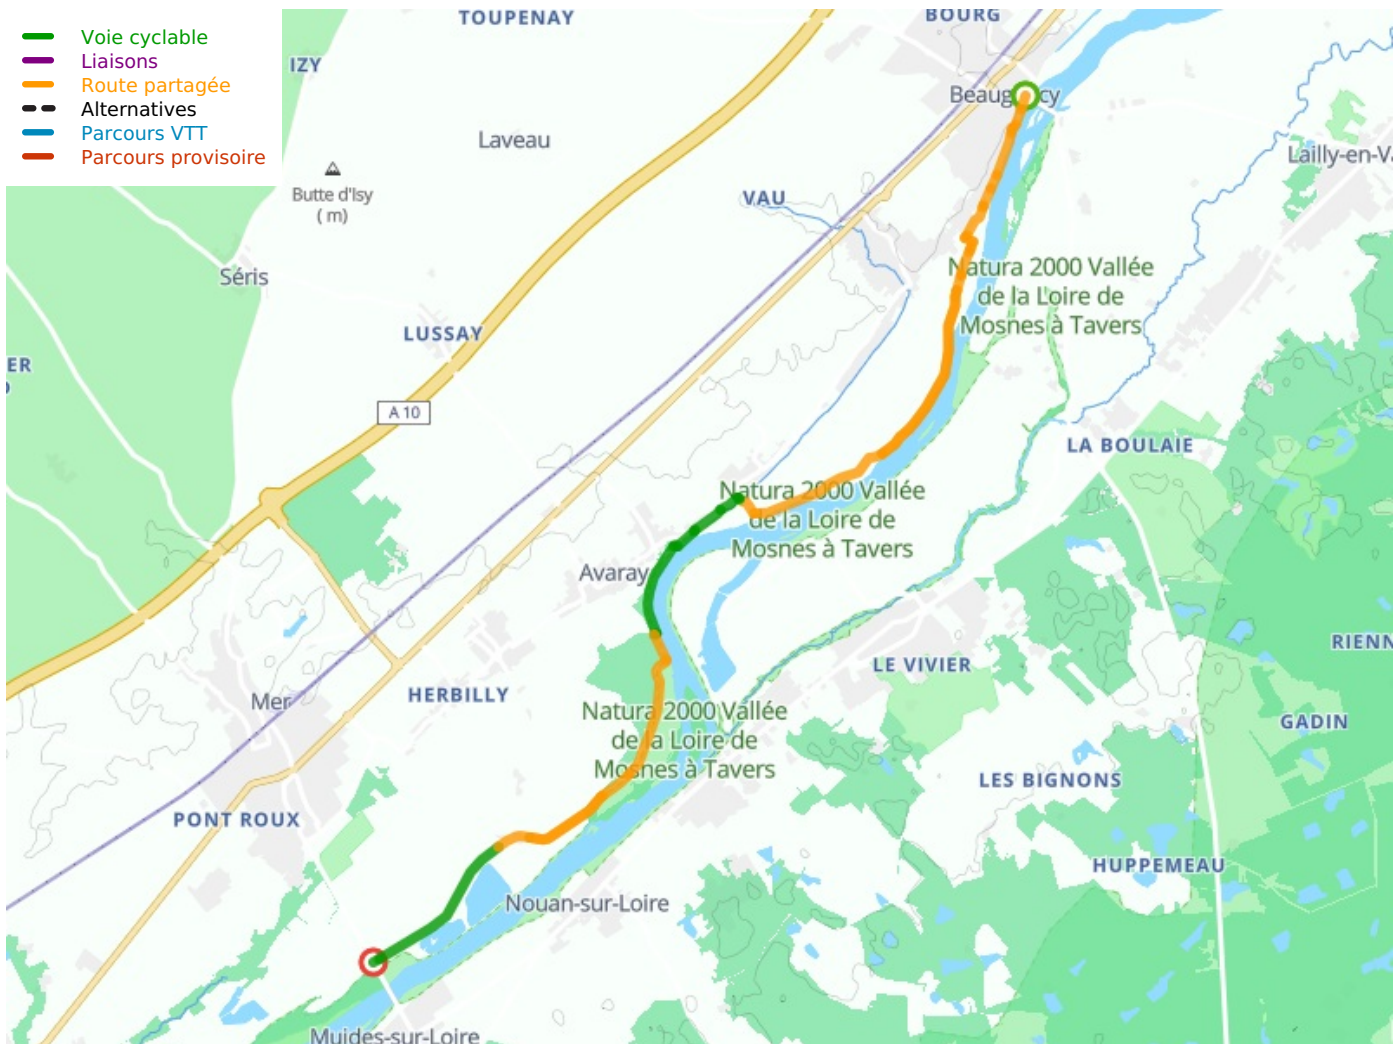 Voie cyclable
Liaisons
Route partagée
Alternatives
Parcours VTT
Parcours provisoire
TOUPENAY
BOURG
IZY
Laveau
Butte d'Isy
( m)
VAU
Lailly-en-Va
Séris
LUSSAY
ER
A 10
Natura 2000 Vallée
de la Loire de
Mosnes à Tavers
LA BOULAIE
Natura 2000 Vallée
de la Loire de
Mosnes à Tavers
Avaray
LE VIVIER
RIENN
Mer
HERBILLY
Natura 2000 Vallée
de la Loire de
Mosnes à Tavers
GADIN
LES BIGNONS
PONT ROUX
HUPPEMEAU
Nouan-sur-Loire
Muides-sur-Loire